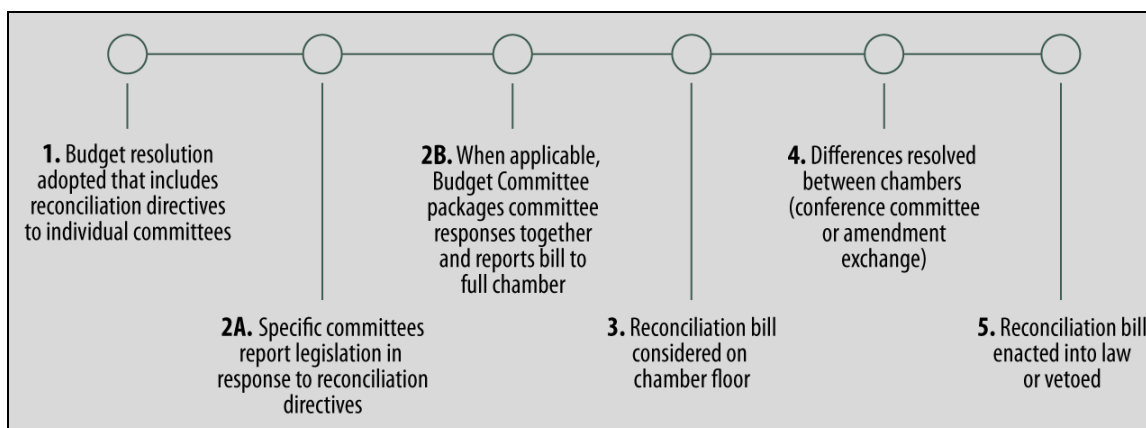 1. Budget resolution
adopted that includes
reconciliation directives
to individual committees
2A. Specific committees
report legislation in
response to reconciliation
directives
2B. When applicable,
Budget Committee
packages committee
responses together
and reports bill to
full chamber
3. Reconciliation bill
considered on
chamber floor
4. Differences resolved
between chambers
(conference committee
or amendment
exchange)
5. Reconciliation bill
enacted into law
or vetoed